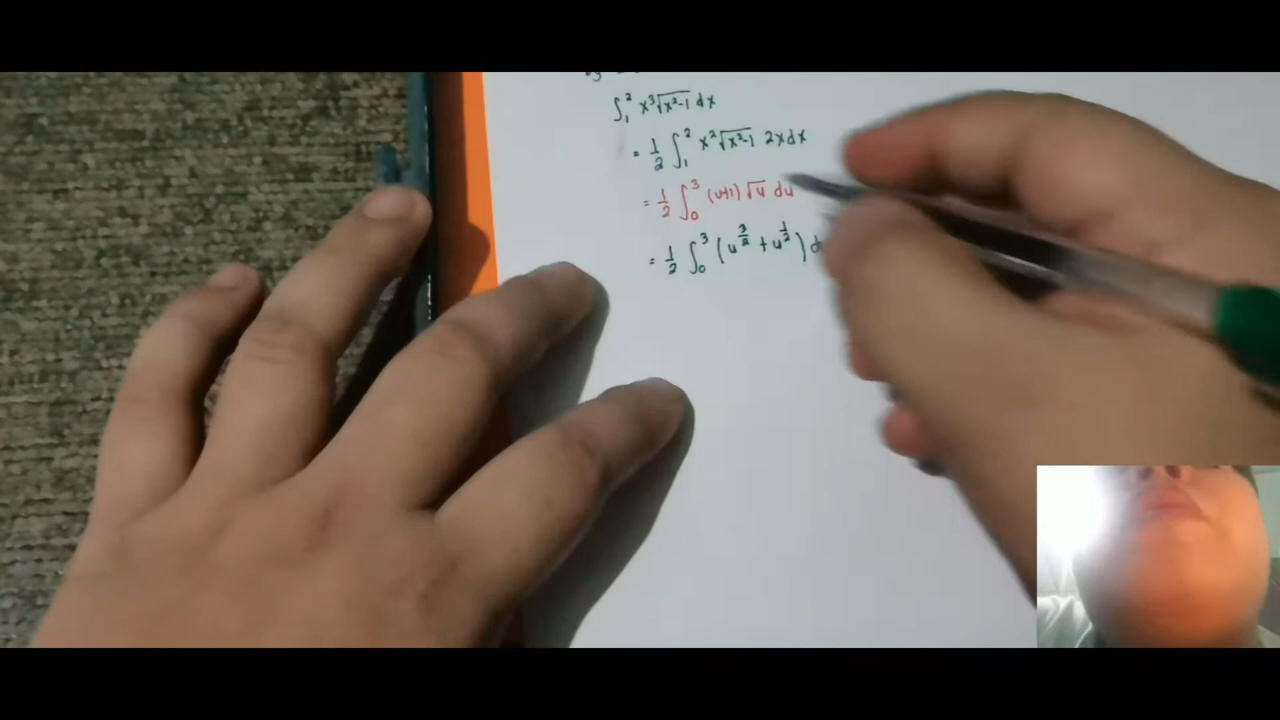 ∫₁² x³√(x²-1) dx
= 1/2 ∫₁² x²√(x²-1) 2x dx
= 1/2 ∫₀³ (u+1) √u du
= 1/2 ∫₀³ (u^(3/2) + u^(1/2)) d